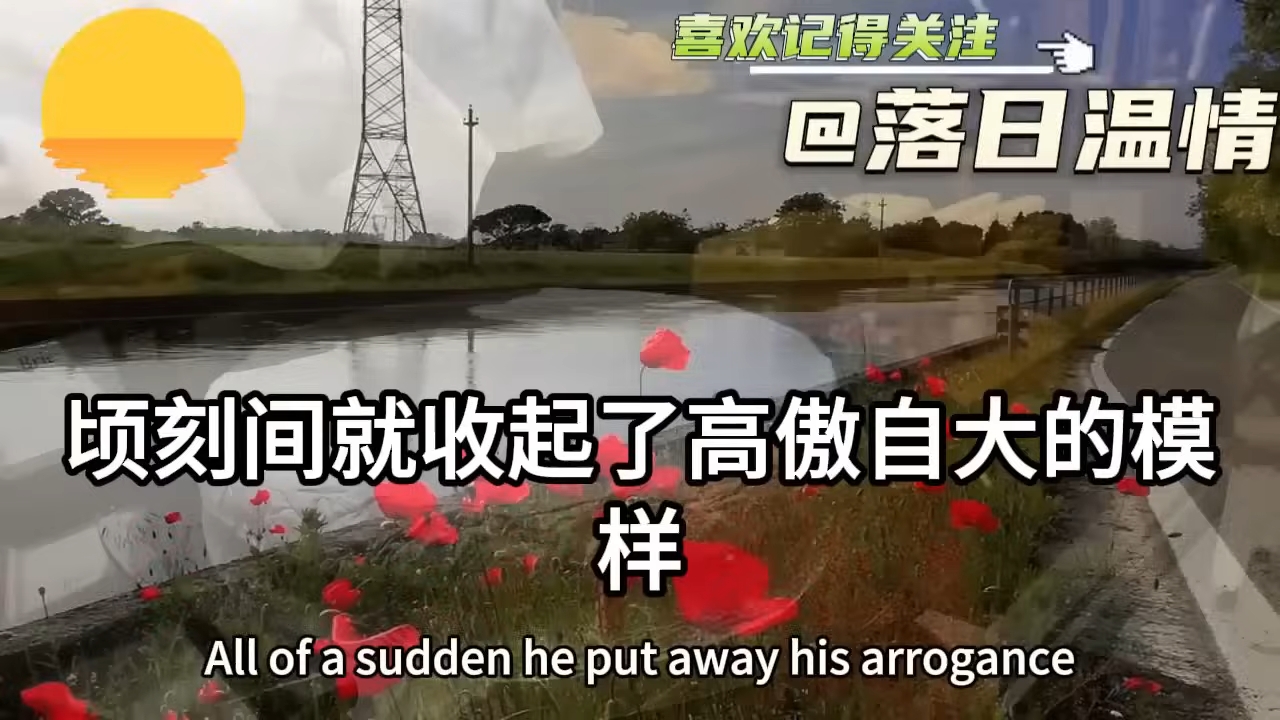 喜欢记得关注
@落日温情
顷刻间就收起了高傲自大的模
样
All of a sudden he put away his arrogance